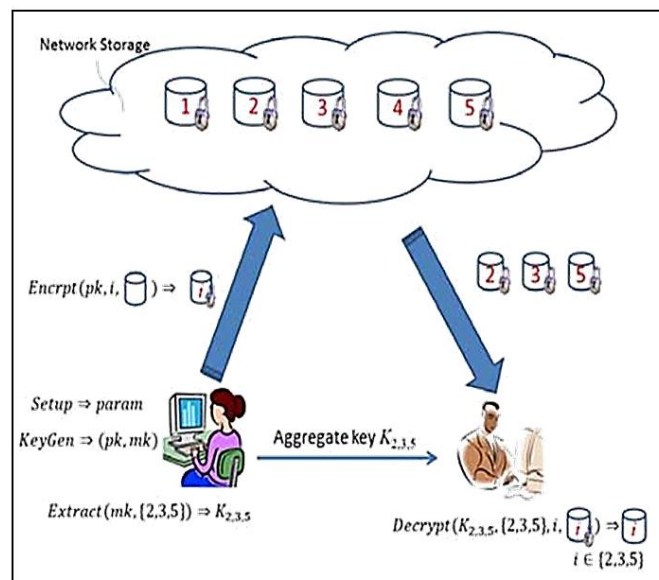 Network Storage
1 2 3 4 5
2 3 5
Encrpt(pk, i, ) ⇒ i
Setup ⇒ param
KeyGen ⇒ (pk, mk)
Aggregate key K2,3,5
Extract(mk, {2,3,5}) ⇒ K2,3,5
Decrypt(K2,3,5, {2,3,5}, i, i ) ⇒ i
i ∈ {2,3,5}